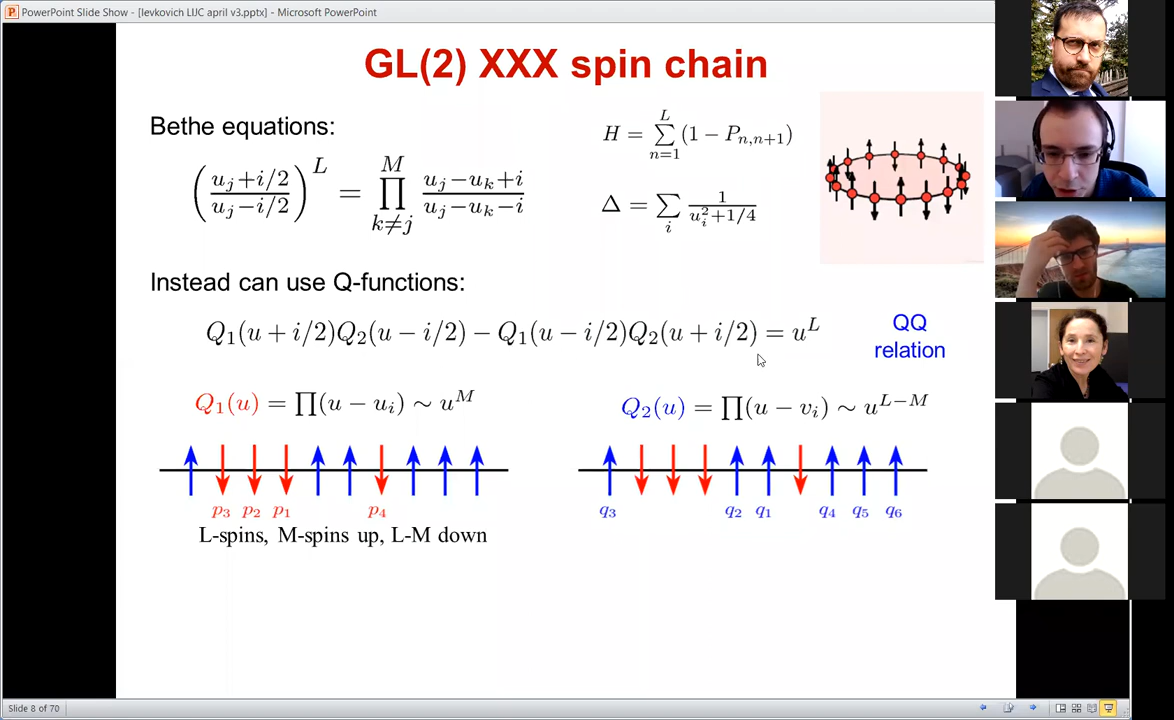 PowerPoint Slide Show - [levkovich LIJC april v3.pptx] - Microsoft PowerPoint
GL(2) XXX spin chain
Bethe equations:
H = ∑_{n=1}^{L} (1 − P_{n,n+1})
((u_j+i/2)/(u_j−i/2))^L = ∏_{k≠j}^{M} (u_j−u_k+i)/(u_j−u_k−i)
Δ = ∑_i 1/(u_i^2+1/4)
Instead can use Q-functions:
Q_1(u + i/2)Q_2(u − i/2) − Q_1(u − i/2)Q_2(u + i/2) = u^L
QQ
relation
Q_1(u) = ∏(u − u_i) ∼ u^M
Q_2(u) = ∏(u − v_i) ∼ u^{L−M}
p_3 p_2 p_1 p_4
q_3 q_2 q_1 q_4 q_5 q_6
L-spins, M-spins up, L-M down
Slide 8 of 70